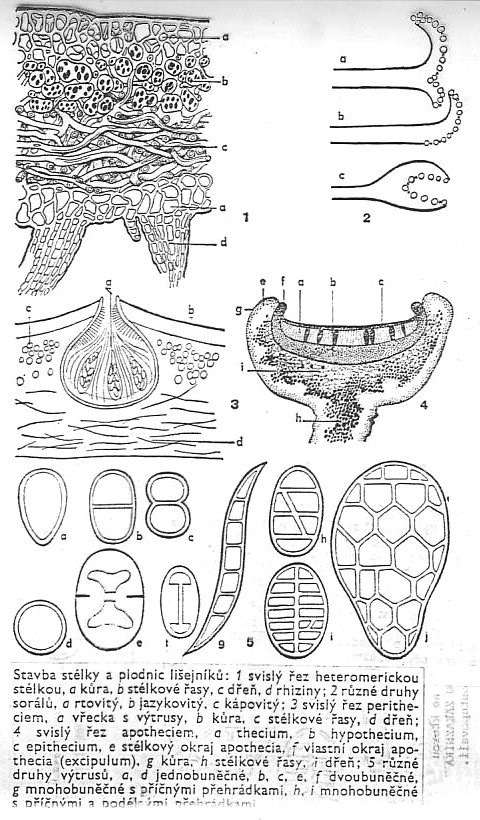 a
b
c
a
d
1
a
b
c
2
a
b
c
d
3
e f a b c
g
i
h
4
a
b
c
d
e
f
g
5
h
i
j
Stavba stélky a plodnic lišejníků: 1 svislý řez heteromerickou
stélkou, a kůra, b stélkové řasy, c dřeň, d rhiziny; 2 různé druhy
sorálů, a rtovitý, b jazykovitý, c kápovitý; 3 svislý řez perithe-
ciem, a vřecka s výtrusy, b kůra, c stélkové řasy, d dřeň;
4 svislý řez apotheciem, a thecium, b hypothecium,
c epithecium, e stélkový okraj apothecia, f vlastní okraj apo-
thecia (excipulum), g kůra, h stélkové řasy, i dřeň; 5 různé
druhy výtrusů, a, d jednobuněčné, b, c, e, f dvoubuněčné,
g mnohobuněčné s příčnými přehrádkami, h, i mnohobuněčné
s příčnými a podélnými přehrádkami